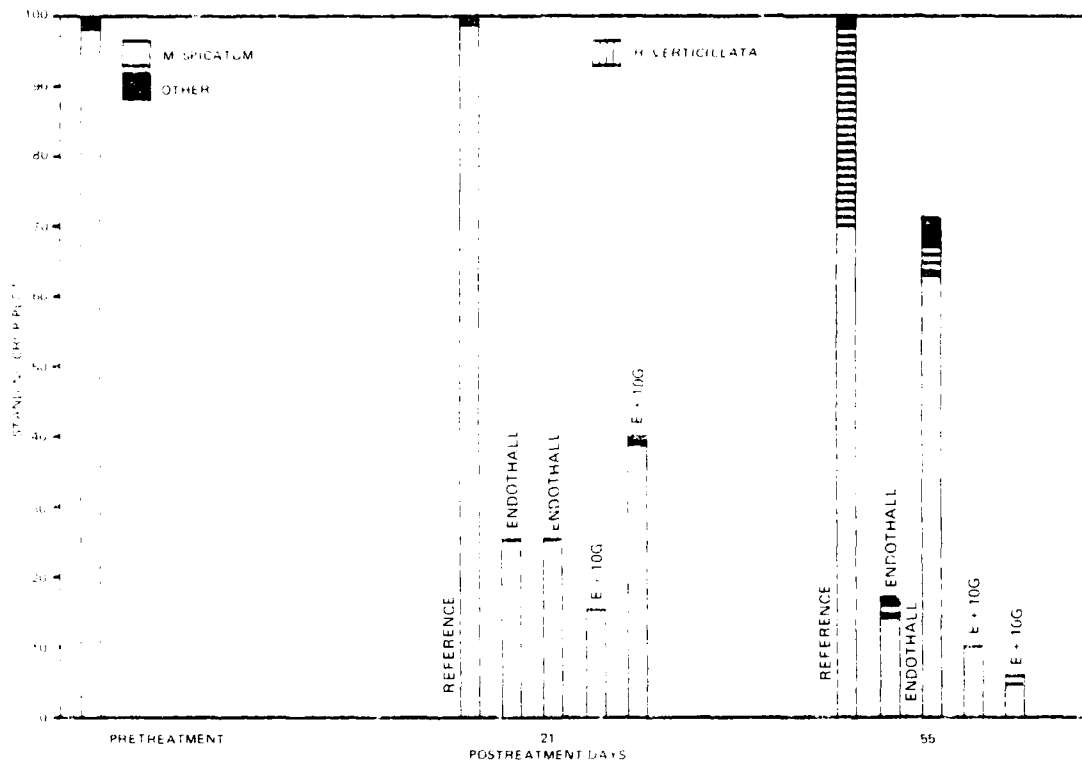 100
90
80
70
60
50
40
30
20
10
0
M SPICATUM
OTHER
VERTICILLATA
REFERENCE
ENDOTHALL
ENDOTHALL
E + 10G
E + 10G
REFERENCE
ENDOTHALL
ENDOTHALL
E + 10G
E + 10G
PRETREATMENT
21
55
POSTREATMENT DAYS